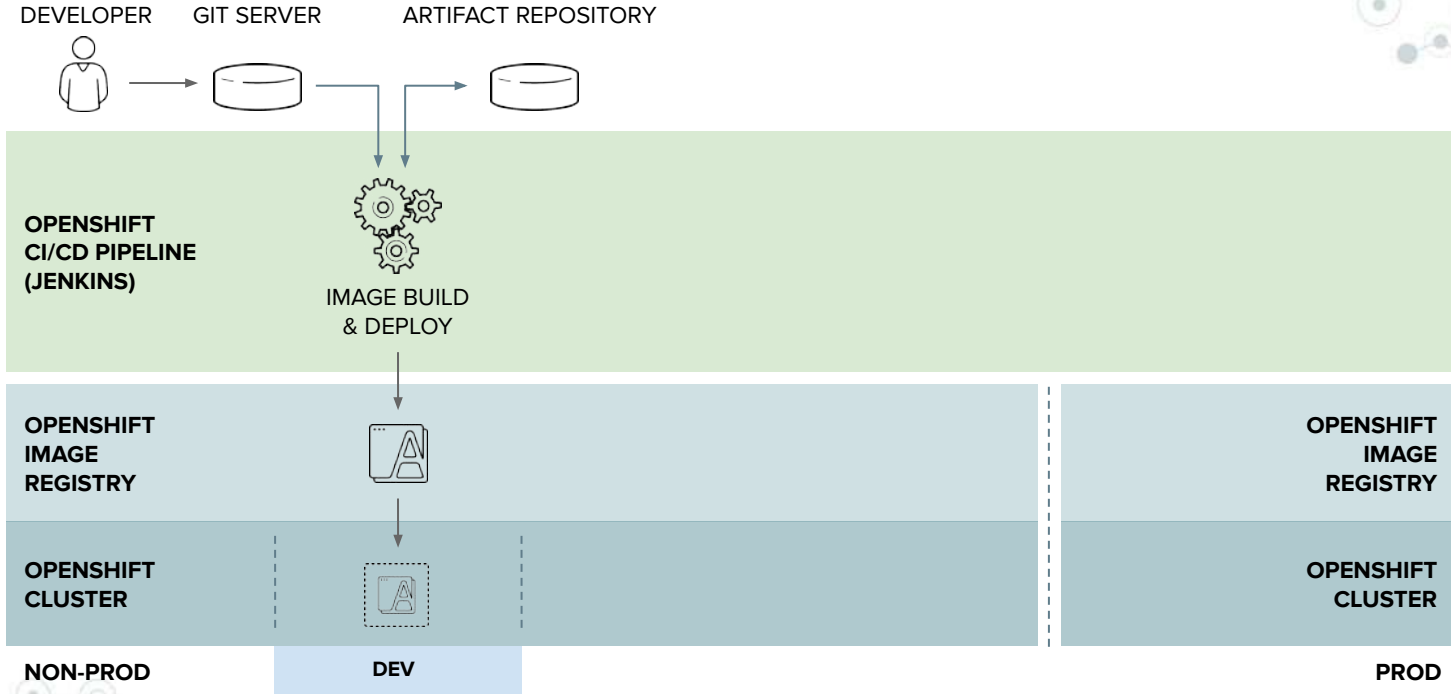 DEVELOPER
GIT SERVER
ARTIFACT REPOSITORY
OPENSHIFT
CI/CD PIPELINE
(JENKINS)
IMAGE BUILD
& DEPLOY
OPENSHIFT
IMAGE
REGISTRY
OPENSHIFT
IMAGE
REGISTRY
OPENSHIFT
CLUSTER
OPENSHIFT
CLUSTER
NON-PROD
DEV
PROD